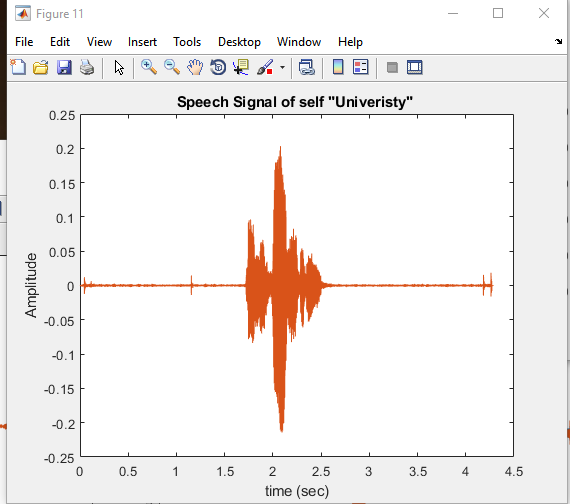 Figure 11
File Edit View Insert Tools Desktop Window Help
Speech Signal of self "Univeristy"
0.25
0.2
0.15
0.1
0.05
0
-0.05
-0.1
-0.15
-0.2
-0.25
Amplitude
0 0.5 1 1.5 2 2.5 3 3.5 4 4.5
time (sec)